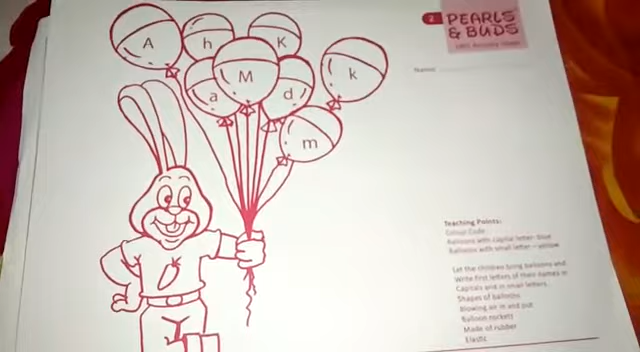 A h K
a M d k
m
2 PEARLS
& BUDS
Name
Teaching Points:
Colour Code
Balloons with capital letter- blue
Balloons with small letter - yellow
Let the children bring balloons and
Write first letters of their names in
Capitals and in small letters.
Shapes of balloons
Blowing air in and out
Balloon rockets
Made of rubber
Elastic